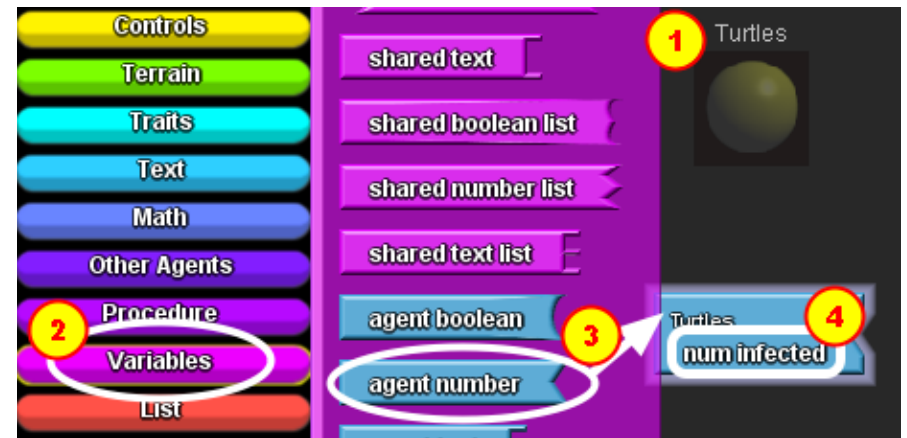 Controls
Terrain
Traits
Text
Math
Other Agents
Procedure
2
Variables
List
shared text
shared boolean list
shared number list
shared text list
agent boolean
3
agent number
1
Turtles
Turtles
4
num infected